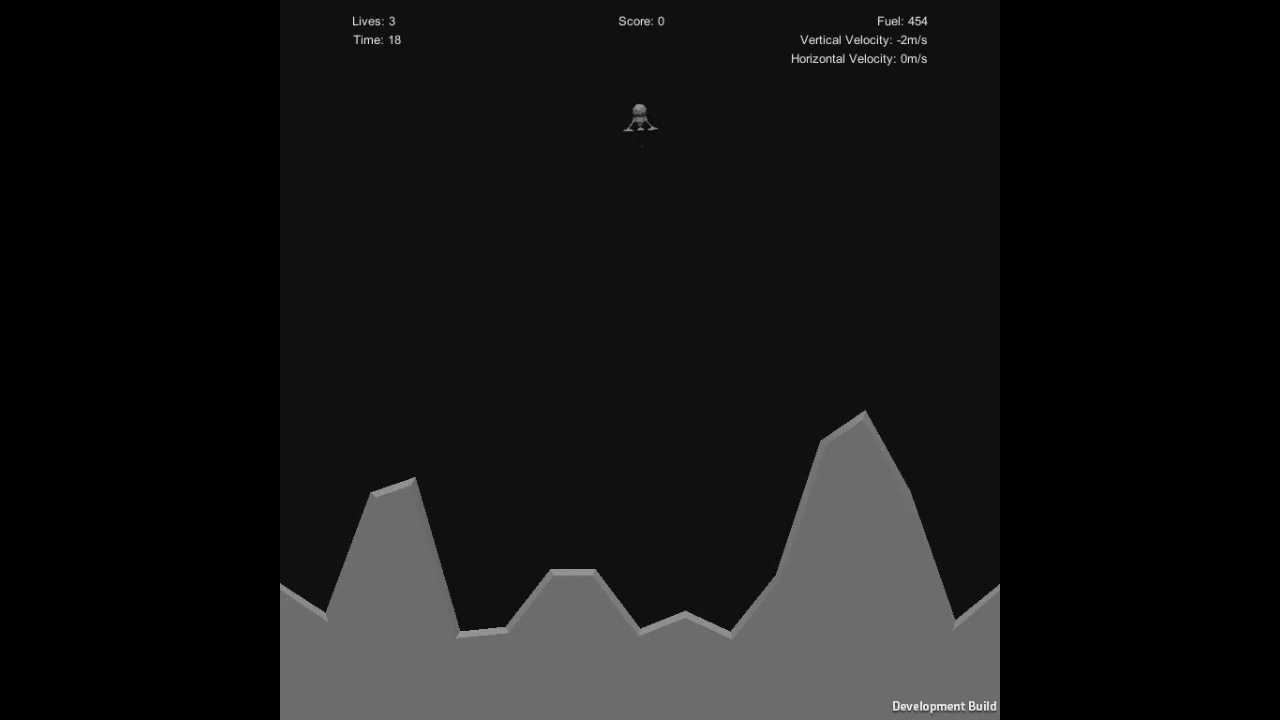 Lives: 3
Score: 0
Fuel: 454
Time: 18
Vertical Velocity: -2m/s
Horizontal Velocity: 0m/s
Development Build